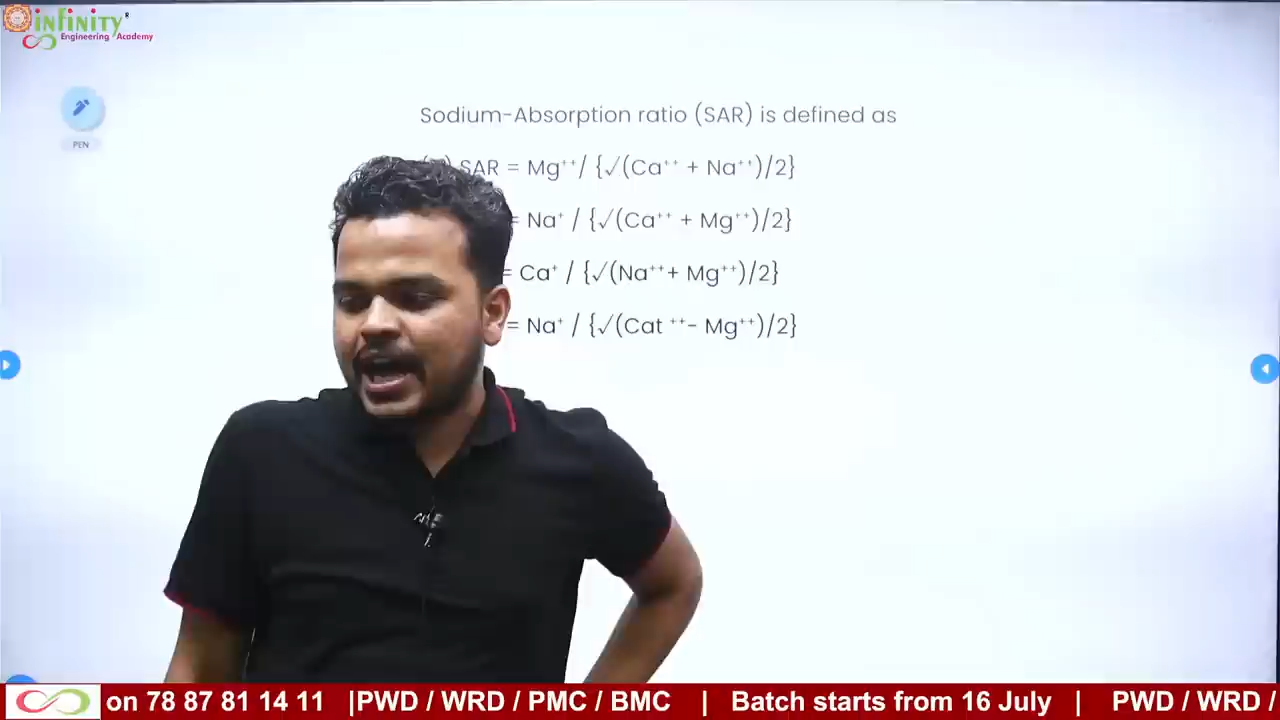 infinity
Engineering Academy
PEN
Sodium-Absorption ratio (SAR) is defined as
SAR = Mg⁺⁺/ {√(Ca⁺⁺ + Na⁺⁺)/2}
= Na⁺ / {√(Ca⁺⁺ + Mg⁺⁺)/2}
= Ca⁺ / {√(Na⁺⁺+ Mg⁺⁺)/2}
= Na⁺ / {√(Cat ⁺⁺- Mg⁺⁺)/2}
on 78 87 81 14 11 |PWD / WRD / PMC / BMC | Batch starts from 16 July | PWD / WRD /